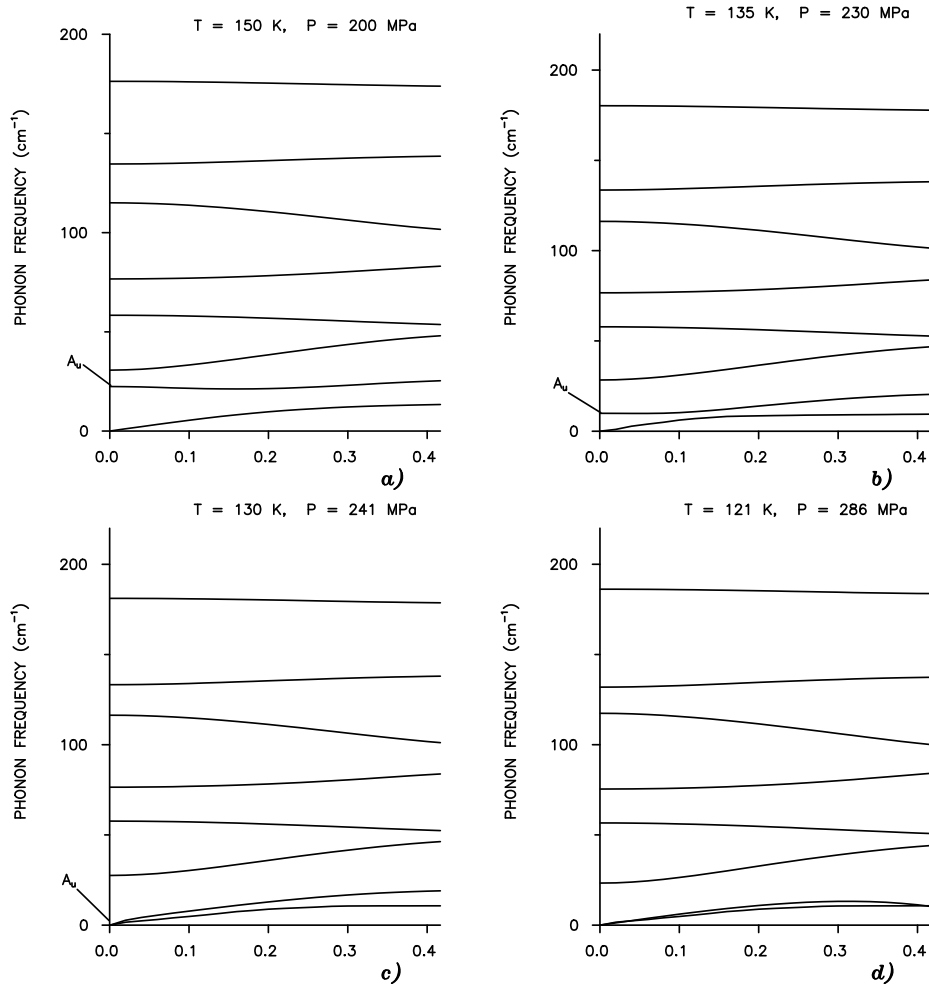 T = 150 K, P = 200 MPa
PHONON FREQUENCY (cm⁻¹)
200
100
0
Aᵤ
0.0 0.1 0.2 0.3 0.4
a)
T = 135 K, P = 230 MPa
PHONON FREQUENCY (cm⁻¹)
200
100
0
Aᵤ
0.0 0.1 0.2 0.3 0.4
b)
T = 130 K, P = 241 MPa
PHONON FREQUENCY (cm⁻¹)
200
100
0
Aᵤ
0.0 0.1 0.2 0.3 0.4
c)
T = 121 K, P = 286 MPa
PHONON FREQUENCY (cm⁻¹)
200
100
0
0.0 0.1 0.2 0.3 0.4
d)